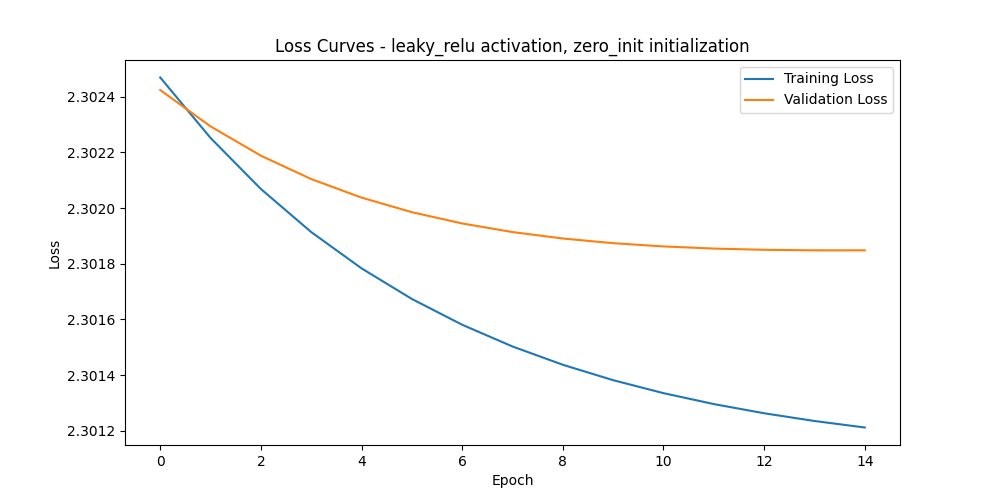 Loss Curves - leaky_relu activation, zero_init initialization
Training Loss
Validation Loss
2.3024
2.3022
2.3020
2.3018
2.3016
2.3014
2.3012
Loss
0 2 4 6 8 10 12 14
Epoch